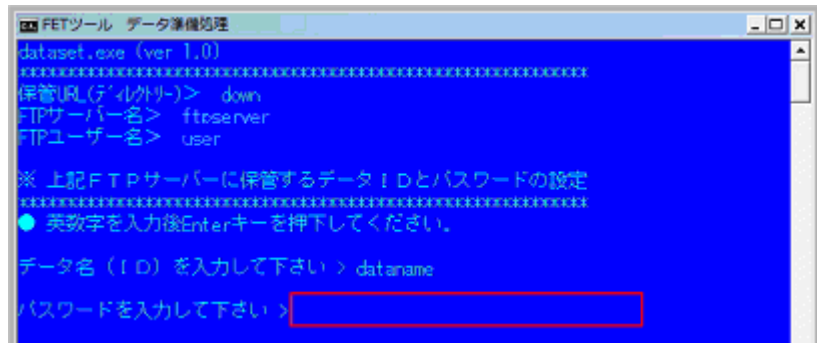 FETツール データ準備処理
dataset.exe (ver 1.0)
************************************************************************
保管URL(ディレクトリー)> down
FTPサーバー名> ftpserver
FTPユーザー名> user
※ 上記FTPサーバーに保管するデータIDとパスワードの設定
************************************************************************
● 英数字を入力後Enterキーを押下してください。
データ名(ID)を入力して下さい > dataname
パスワードを入力して下さい >